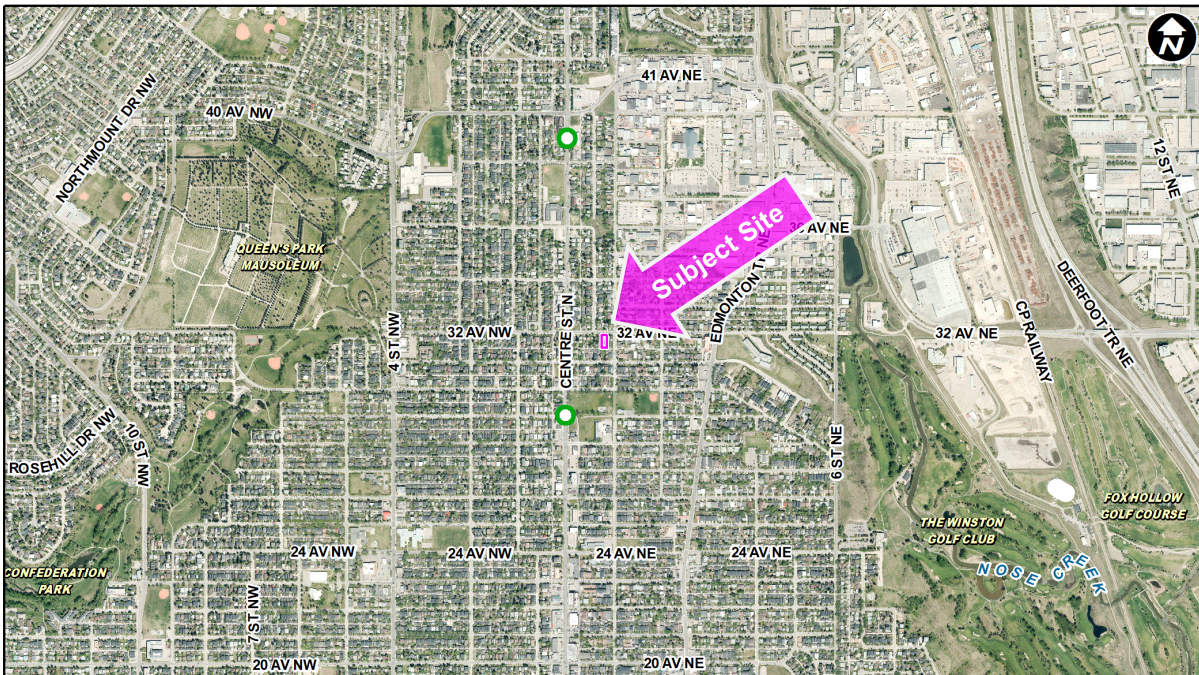 N
41 AV NE
40 AV NW
NORTHMOUNT DR NW
12 ST NE
QUEEN'S PARK
MAUSOLEUM
Subject Site
AV NE
DEERFOOT TR NE
EDMONTON TR NE
CENTRE ST N
4 ST NW
32 AV NW
32 AV NE
32 AV NE
CP RAILWAY
ROSEHILL DR NW
10 ST NW
6 ST NE
FOX HOLLOW
GOLF COURSE
THE WINSTON
GOLF CLUB
24 AV NW
24 AV NW
24 AV NE
24 AV NE
NOSE CREEK
CONFEDERATION
PARK
7 ST NW
20 AV NW
20 AV NE